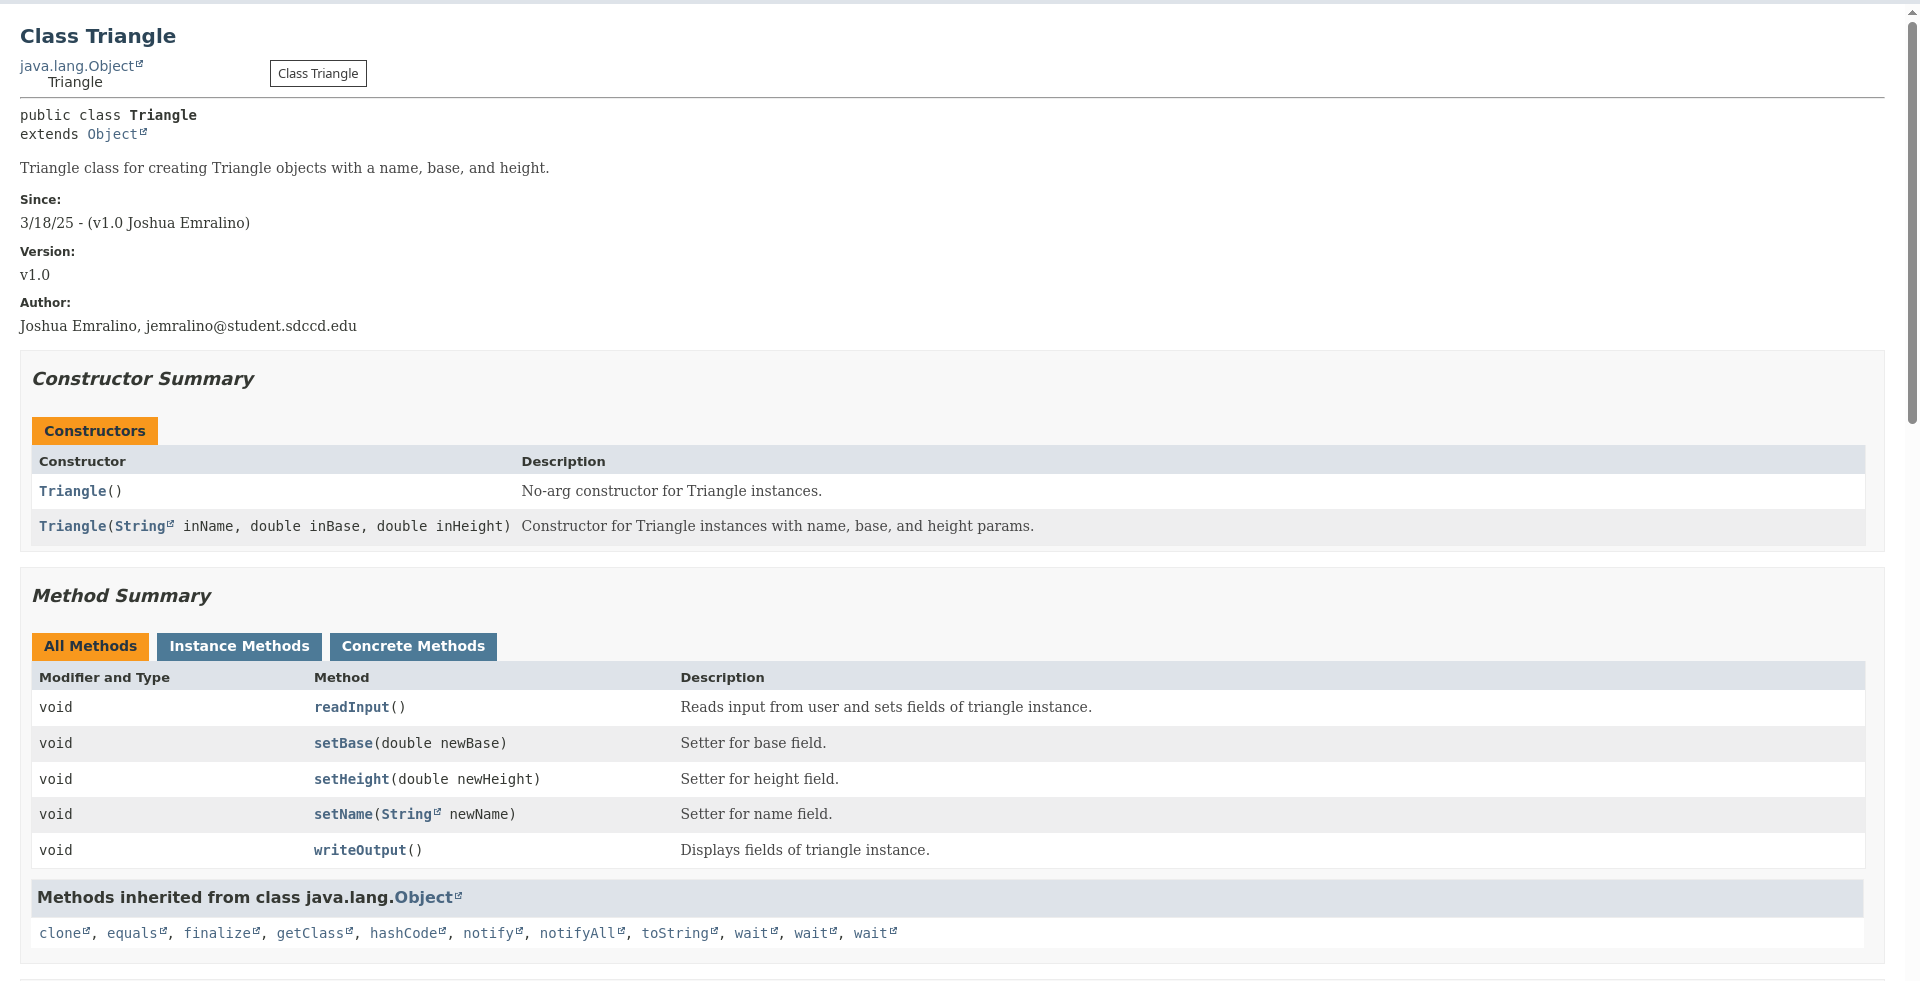 Class Triangle
java.lang.Object
Triangle
Class Triangle
public class Triangle
extends Object
Triangle class for creating Triangle objects with a name, base, and height.
Since:
3/18/25 - (v1.0 Joshua Emralino)
Version:
v1.0
Author:
Joshua Emralino, jemralino@student.sdccd.edu
Constructor Summary
Constructors
Constructor Description
Triangle() No-arg constructor for Triangle instances.
Triangle(String inName, double inBase, double inHeight) Constructor for Triangle instances with name, base, and height params.
Method Summary
All Methods Instance Methods Concrete Methods
Modifier and Type Method Description
void readInput() Reads input from user and sets fields of triangle instance.
void setBase(double newBase) Setter for base field.
void setHeight(double newHeight) Setter for height field.
void setName(String newName) Setter for name field.
void writeOutput() Displays fields of triangle instance.
Methods inherited from class java.lang.Object
clone, equals, finalize, getClass, hashCode, notify, notifyAll, toString, wait, wait, wait